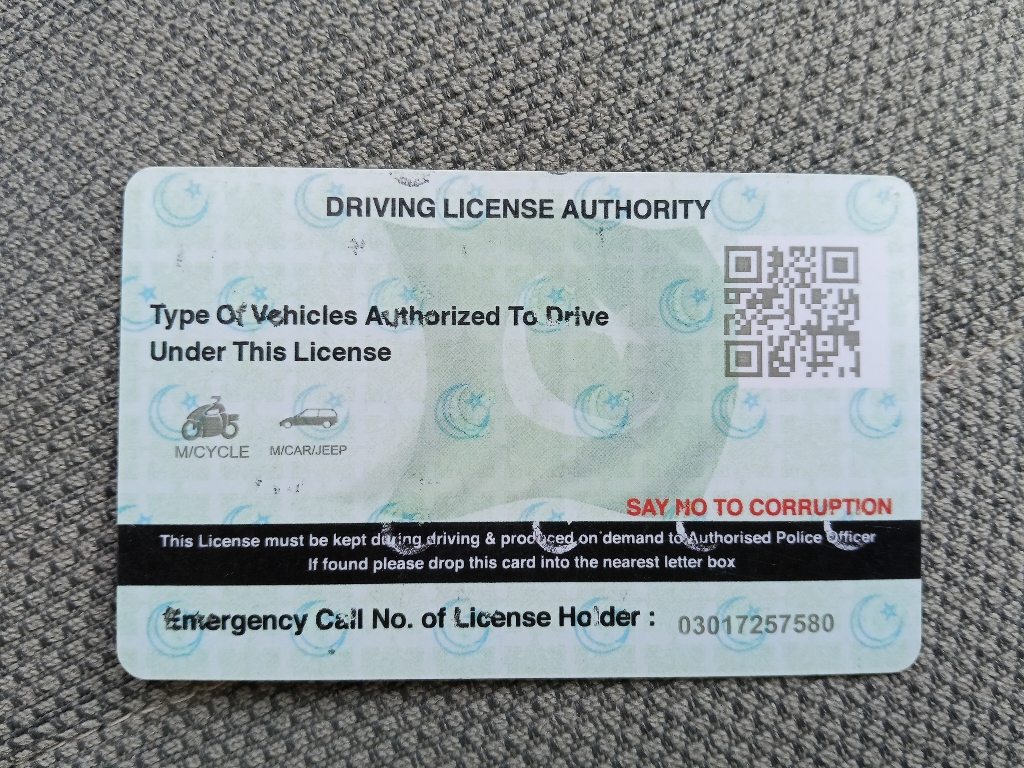 DRIVING LICENSE AUTHORITY
Type Of Vehicles Authorized To Drive
Under This License
M/CYCLE M/CAR/JEEP
SAY NO TO CORRUPTION
This License must be kept during driving & produced on demand to Authorised Police Officer
If found please drop this card into the nearest letter box
Emergency Call No. of License Holder : 03017257580